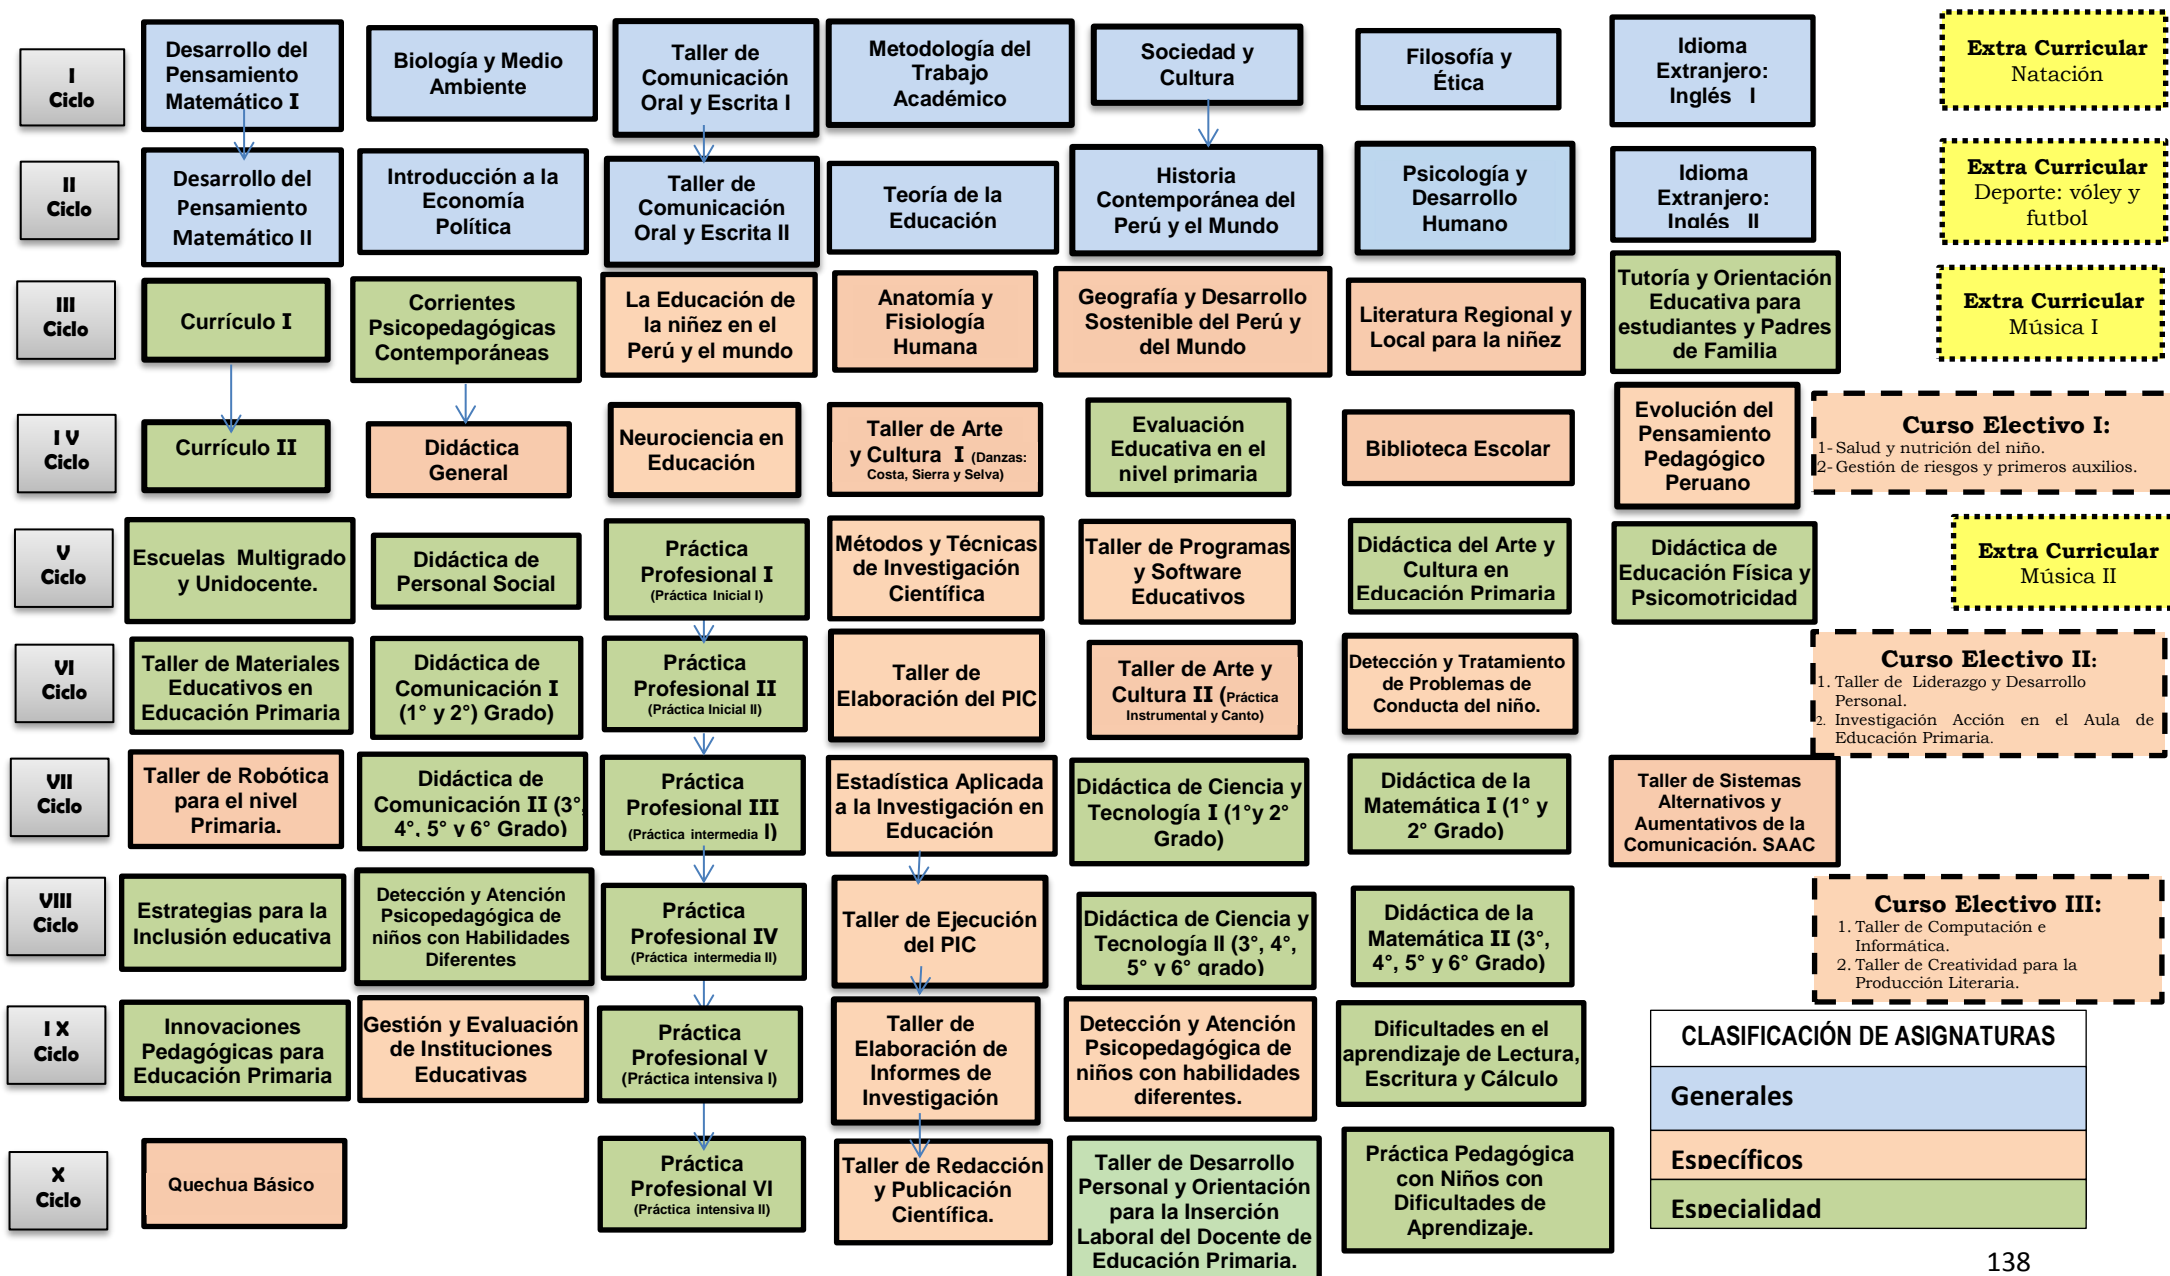 I
Ciclo
Desarrollo del
Pensamiento
Matemático I
Biología y Medio
Ambiente
Taller de
Comunicación
Oral y Escrita I
Metodología del
Trabajo
Académico
Sociedad y
Cultura
Filosofía y
Ética
Idioma
Extranjero:
Inglés I
Extra Curricular
Natación
II
Ciclo
Desarrollo del
Pensamiento
Matemático II
Introducción a la
Economía
Política
Taller de
Comunicación
Oral y Escrita II
Teoría de la
Educación
Historia
Contemporánea del
Perú y el Mundo
Psicología y
Desarrollo
Humano
Idioma
Extranjero:
Inglés II
Extra Curricular
Deporte: vóley y
futbol
III
Ciclo
Currículo I
Corrientes
Psicopedagógicas
Contemporáneas
La Educación de
la niñez en el
Perú y el mundo
Anatomía y
Fisiología
Humana
Geografía y Desarrollo
Sostenible del Perú y
del Mundo
Literatura Regional y
Local para la niñez
Tutoría y Orientación
Educativa para
estudiantes y Padres
de Familia
Extra Curricular
Música I
I V
Ciclo
Currículo II
Didáctica
General
Neurociencia en
Educación
Taller de Arte
y Cultura I (Danzas:
Costa, Sierra y Selva)
Evaluación
Educativa en el
nivel primaria
Biblioteca Escolar
Evolución del
Pensamiento
Pedagógico
Peruano
Curso Electivo I:
1- Salud y nutrición del niño.
2- Gestión de riesgos y primeros auxilios.
V
Ciclo
Escuelas Multigrado
y Unidocente.
Didáctica de
Personal Social
Práctica
Profesional I
(Práctica Inicial I)
Métodos y Técnicas
de Investigación
Científica
Taller de Programas
y Software
Educativos
Didáctica del Arte y
Cultura en
Educación Primaria
Didáctica de
Educación Física y
Psicomotricidad
Extra Curricular
Música II
VI
Ciclo
Taller de Materiales
Educativos en
Educación Primaria
Didáctica de
Comunicación I
(1° y 2°) Grado)
Práctica
Profesional II
(Práctica Inicial II)
Taller de
Elaboración del PIC
Taller de Arte y
Cultura II (Práctica
Instrumental y Canto)
Detección y Tratamiento
de Problemas de
Conducta del niño.
Curso Electivo II:
1. Taller de Liderazgo y Desarrollo
Personal.
2. Investigación Acción en el Aula de
Educación Primaria.
VII
Ciclo
Taller de Robótica
para el nivel
Primaria.
Didáctica de
Comunicación II (3°,
4°, 5° y 6° Grado)
Práctica
Profesional III
(Práctica intermedia I)
Estadística Aplicada
a la Investigación en
Educación
Didáctica de Ciencia y
Tecnología I (1°y 2°
Grado)
Didáctica de la
Matemática I (1° y
2° Grado)
Taller de Sistemas
Alternativos y
Aumentativos de la
Comunicación. SAAC
VIII
Ciclo
Estrategias para la
Inclusión educativa
Detección y Atención
Psicopedagógica de
niños con Habilidades
Diferentes
Práctica
Profesional IV
(Práctica intermedia II)
Taller de Ejecución
del PIC
Didáctica de Ciencia y
Tecnología II (3°, 4°,
5° y 6° grado)
Didáctica de la
Matemática II (3°,
4°, 5° y 6° Grado)
Curso Electivo III:
1. Taller de Computación e
Informática.
2. Taller de Creatividad para la
Producción Literaria.
I X
Ciclo
Innovaciones
Pedagógicas para
Educación Primaria
Gestión y Evaluación
de Instituciones
Educativas
Práctica
Profesional V
(Práctica intensiva I)
Taller de
Elaboración de
Informes de
Investigación
Detección y Atención
Psicopedagógica de
niños con habilidades
diferentes.
Dificultades en el
aprendizaje de Lectura,
Escritura y Cálculo
X
Ciclo
Quechua Básico
Práctica
Profesional VI
(Práctica intensiva II)
Taller de Redacción
y Publicación
Científica.
Taller de Desarrollo
Personal y Orientación
para la Inserción
Laboral del Docente de
Educación Primaria.
Práctica Pedagógica
con Niños con
Dificultades de
Aprendizaje.
CLASIFICACIÓN DE ASIGNATURAS
Generales
Específicos
Especialidad
138